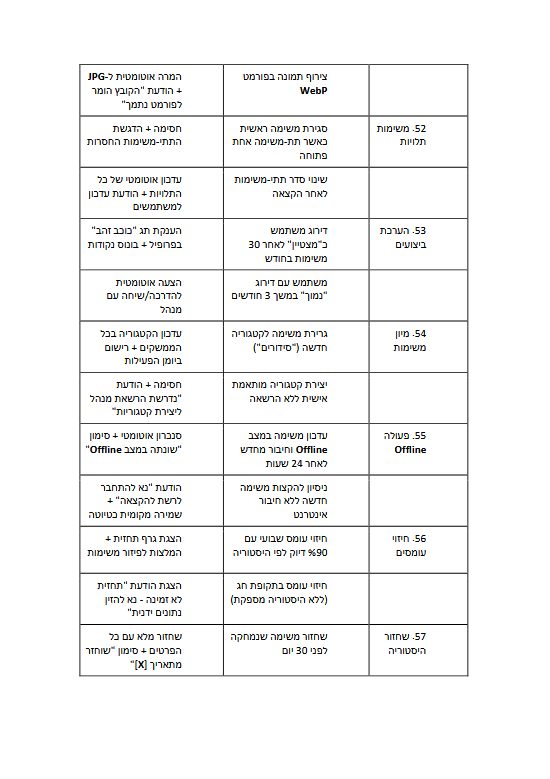 צירוף תמונה בפורמט
WebP
המרה אוטומטית ל-JPG
+ הודעת "הקובץ הומר
לפורמט נתמך"
52. משימות
תלויות
סגירת משימה ראשית
כאשר תת-משימה אחת
פתוחה
חסימה + הדגשת
התתי-משימות החסרות
שינוי סדר תתי-משימות
לאחר הקצאה
עדכון אוטומטי של כל
התלויות + הודעת עדכון
למשתמשים
53. הערכת
ביצועים
דירוג משתמש
כ"מצטיין" לאחר 30
משימות בחודש
הענקת תג "כוכב זהב"
בפרופיל + בונוס נקודות
משתמש עם דירוג
"נמוך" במשך 3 חודשים
הצעה אוטומטית
להדרכה/שיחה עם
מנהל
54. מיון
משימות
גרירת משימה לקטגוריה
חדשה ("סידורים")
עדכון הקטגוריה בכל
הממשקים + רישום
ביומן הפעילות
יצירת קטגוריה מותאמת
אישית ללא הרשאה
חסימה + הודעת
"נדרשת הרשאת מנהל
ליצירת קטגוריות"
55. פעולה
Offline
עדכון משימה במצב
Offline וחיבור מחדש
לאחר 24 שעות
סנכרון אוטומטי + סימון
"שונתה במצב Offline"
ניסיון להקצות משימה
חדשה ללא חיבור
אינטרנט
הודעת "נא להתחבר
לרשת להקצאה" +
שמירה מקומית כטיוטה
56. חיזוי
עומסים
חיזוי עומס שבועי עם
90% דיוק לפי היסטוריה
הצגת גרף תחזית +
המלצות לפיזור משימות
חיזוי עומס בתקופת חג
(ללא היסטוריה מספקת)
הצגת הודעת "תחזית
לא זמינה - נא להזין
נתונים ידנית"
57. שחזור
היסטוריה
שחזור משימה שנמחקה
לפני 30 יום
שחזור מלא עם כל
הפרטים + סימון "שוחזר
מתאריך [X]"